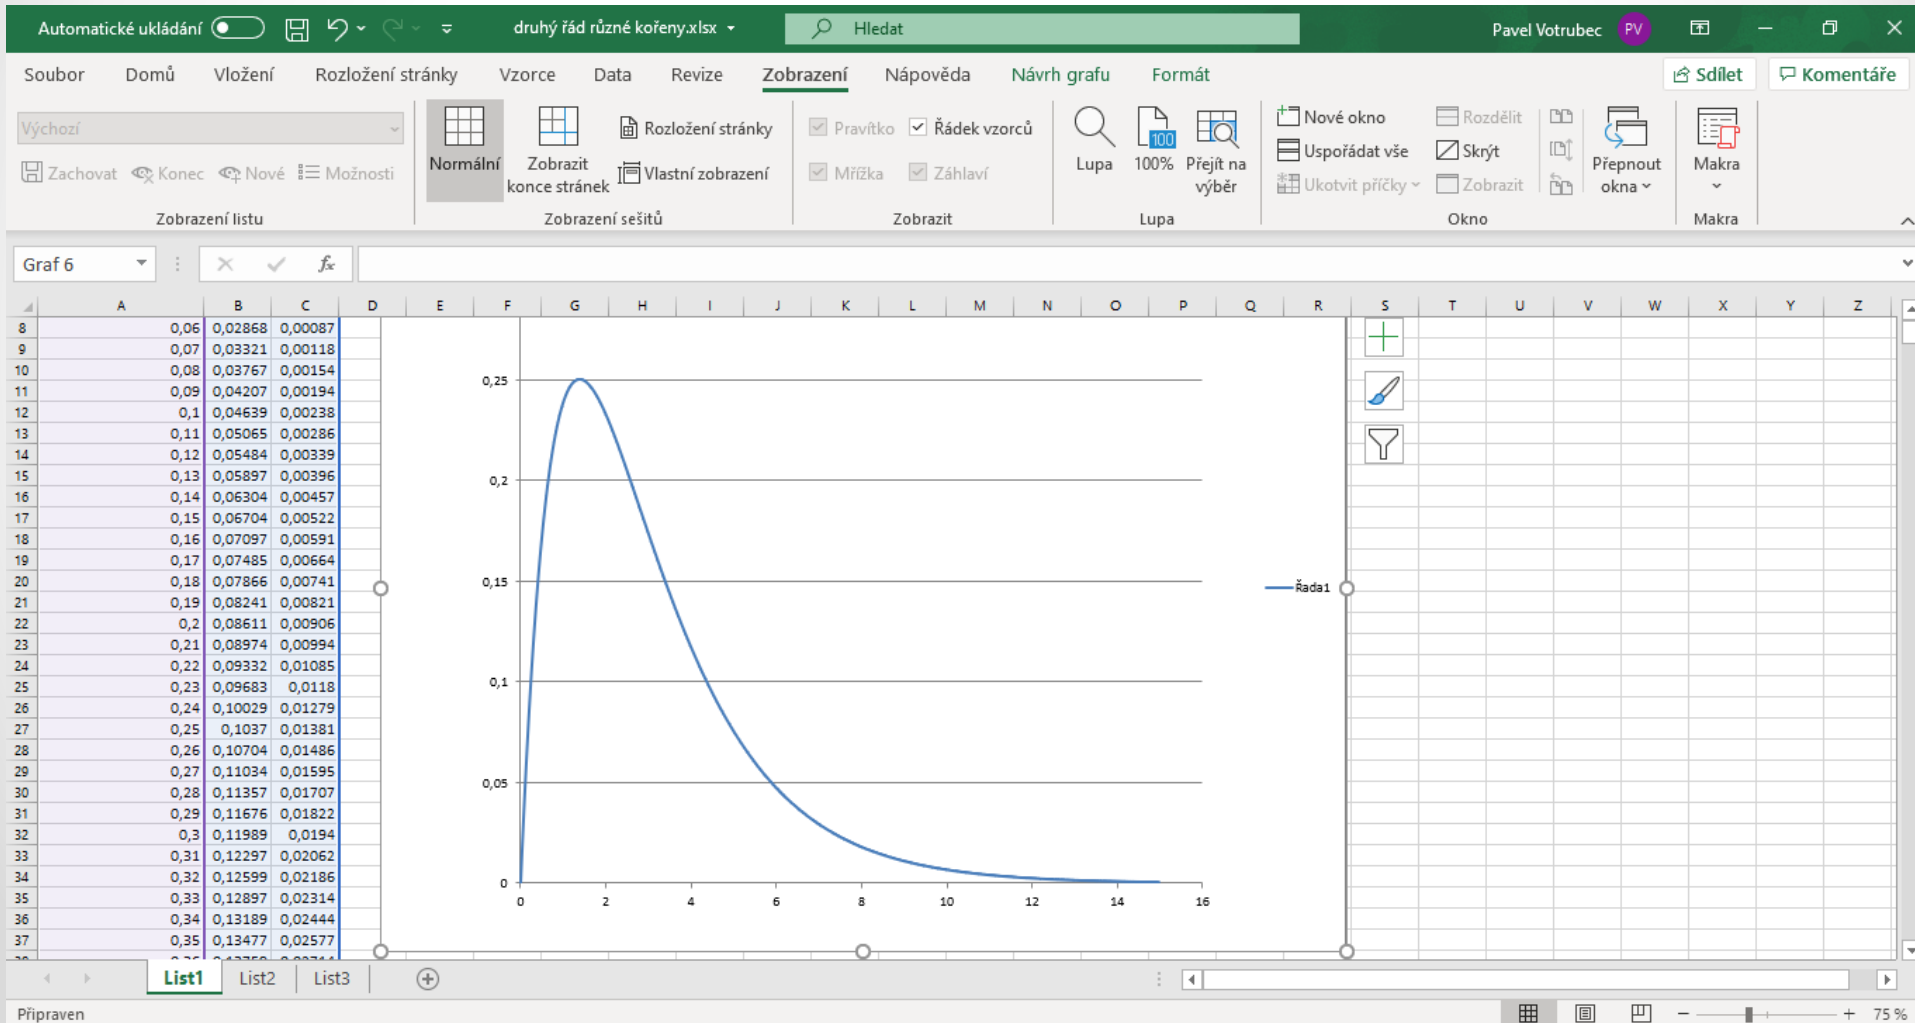 Automatické ukládání druhý řád různé kořeny.xlsx Hledat Pavel Votrubec PV
Soubor Domů Vložení Rozložení stránky Vzorce Data Revize Zobrazení Nápověda Návrh grafu Formát Sdílet Komentáře
Výchozí
Zachovat Konec Nové Možnosti
Zobrazení listu
Normální
Zobrazit
konce stránek
Rozložení stránky
Vlastní zobrazení
Zobrazení sešitů
Pravítko Řádek vzorců
Mřížka Záhlaví
Zobrazit
Lupa
100
100%
Přejít na
výběr
Lupa
Nové okno Rozdělit
Uspořádat vše Skrýt
Ukotvit příčky Zobrazit
Přepnout
okna
Okno
Makra
Makra
Graf 6 fx
A B C D E F G H I J K L M N O P Q R S T U V W X Y Z
8 0,06 0,02868 0,00087
9 0,07 0,03321 0,00118
10 0,08 0,03767 0,00154
11 0,09 0,04207 0,00194
12 0,1 0,04639 0,00238
13 0,11 0,05065 0,00286
14 0,12 0,05484 0,00339
15 0,13 0,05897 0,00396
16 0,14 0,06304 0,00457
17 0,15 0,06704 0,00522
18 0,16 0,07097 0,00591
19 0,17 0,07485 0,00664
20 0,18 0,07866 0,00741
21 0,19 0,08241 0,00821
22 0,2 0,08611 0,00906
23 0,21 0,08974 0,00994
24 0,22 0,09332 0,01085
25 0,23 0,09683 0,0118
26 0,24 0,10029 0,01279
27 0,25 0,1037 0,01381
28 0,26 0,10704 0,01486
29 0,27 0,11034 0,01595
30 0,28 0,11357 0,01707
31 0,29 0,11676 0,01822
32 0,3 0,11989 0,0194
33 0,31 0,12297 0,02062
34 0,32 0,12599 0,02186
35 0,33 0,12897 0,02314
36 0,34 0,13189 0,02444
37 0,35 0,13477 0,02577
0,25
0,2
0,15
0,1
0,05
0
0 2 4 6 8 10 12 14 16
Řada1
List1 List2 List3
Připraven 75 %